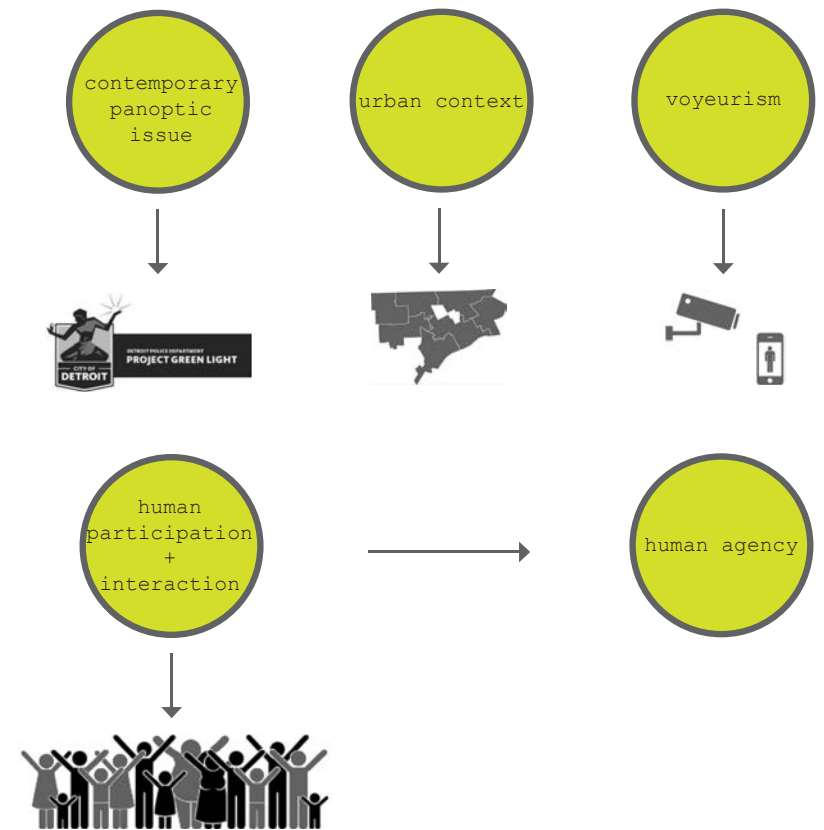 contemporary
panoptic
issue
urban context
voyeurism
DETROIT POLICE DEPARTMENT
PROJECT GREEN LIGHT
CITY OF
DETROIT
human
participation
+
interaction
human agency